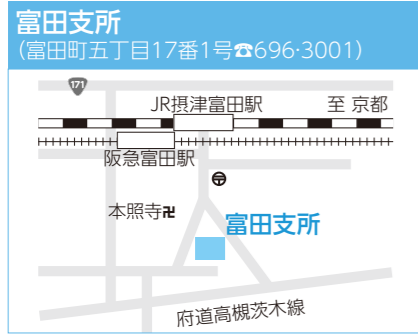 富田支所
(富田町五丁目17番1号☎696・3001)
171
JR摂津富田駅
至 京都
阪急富田駅
本照寺卍
富田支所
府道高槻茨木線